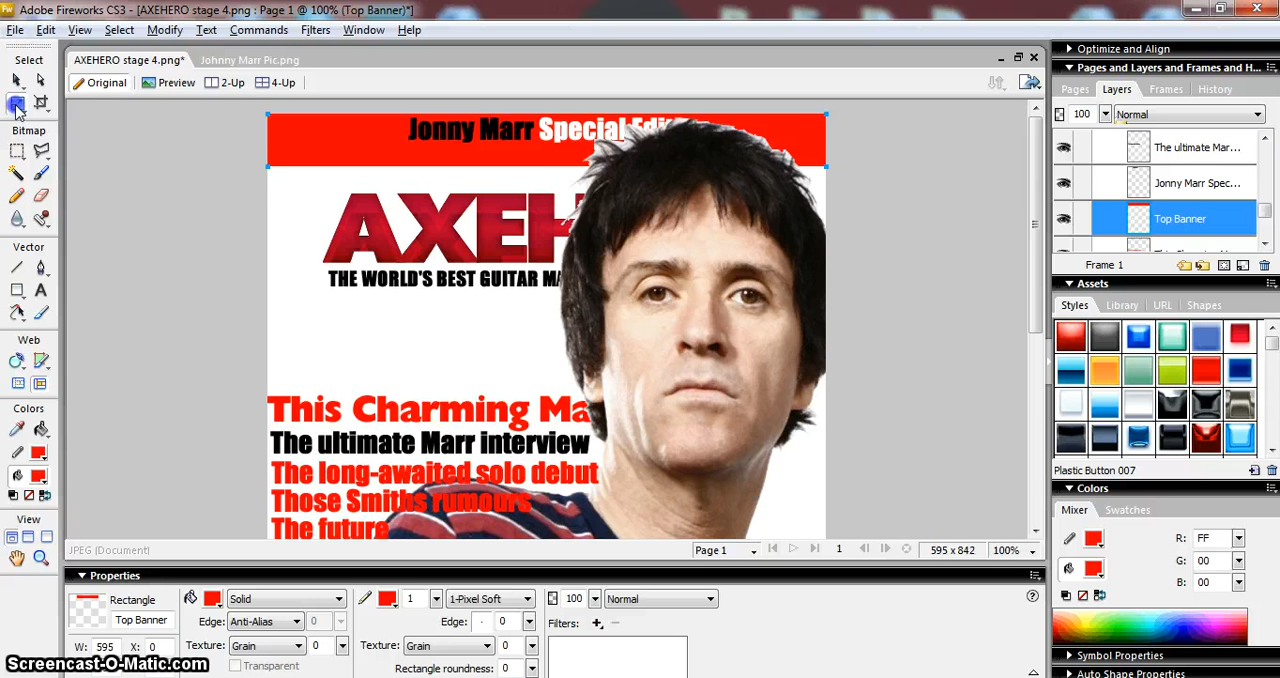 Adobe Fireworks CS3 - [AXEHERO stage 4.png : Page 1 @ 100% (Top Banner)*]
File Edit View Select Modify Text Commands Filters Window Help
Select
Bitmap
Vector
Web
Colors
View
AXEHERO stage 4.png* Johnny Marr Pic.png
Original Preview 2-Up 4-Up
Jonny Marr Special
AXEH
THE WORLD'S BEST GUITAR
This Charming Ma
The ultimate Marr interview
The long-awaited solo debut
Those Smiths rumours
The future
JPEG (Document) Page 1 1 595 x 842 100%
Optimize and Align
Pages and Layers and Frames and H...
Pages Layers Frames History
100 Normal
The ultimate Mar...
Jonny Marr Spec...
Top Banner
Frame 1
Assets
Styles Library URL Shapes
Plastic Button 007
Colors
Mixer Swatches
R: FF
G: 00
B: 00
Symbol Properties
Auto Shape Properties
Properties
Rectangle Solid 1 1-Pixel Soft 100 Normal
Top Banner Edge: Anti-Alias 0 Edge: 0 Filters:
W: 595 X: 0 Texture: Grain 0 Texture: Grain 0
Transparent Rectangle roundness: 0
Screencast-O-Matic.com